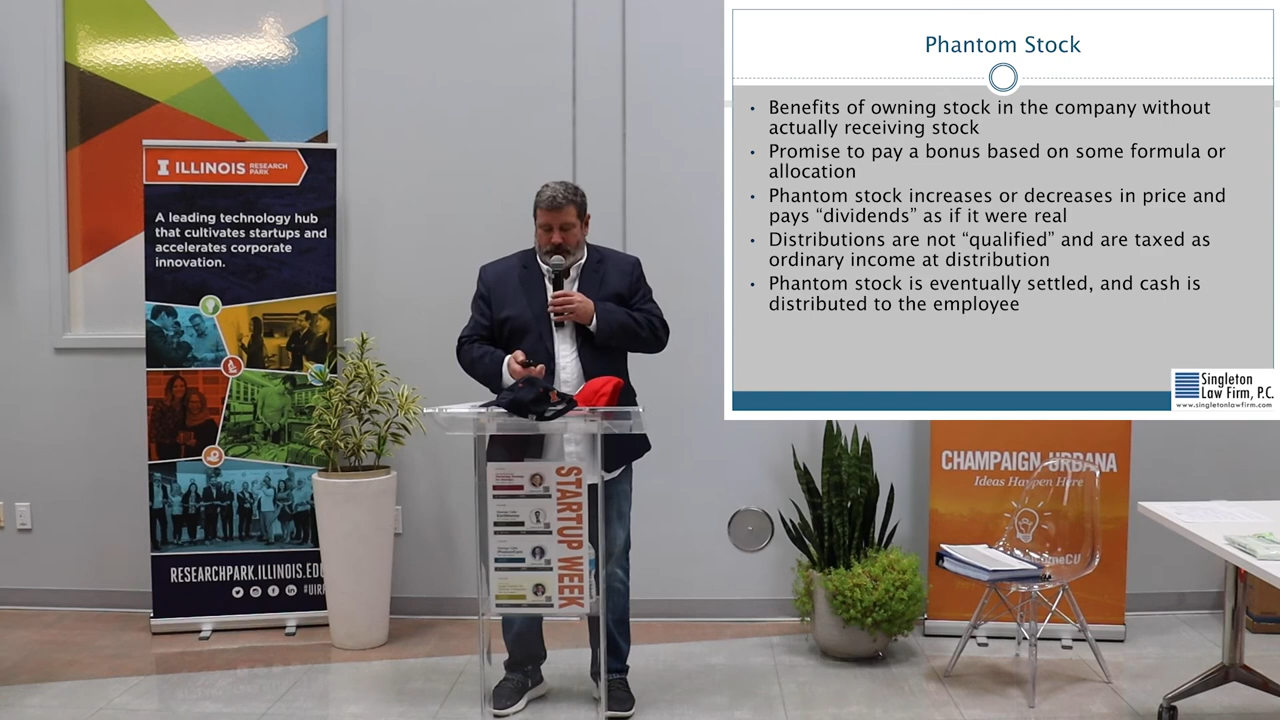 ILLINOIS RESEARCH PARK
A leading technology hub
that cultivates startups and
accelerates corporate
innovation.
RESEARCHPARK.ILLINOIS.EDU
#UIRP
STARTUP WEEK
Phantom Stock
• Benefits of owning stock in the company without
actually receiving stock
• Promise to pay a bonus based on some formula or
allocation
• Phantom stock increases or decreases in price and
pays “dividends” as if it were real
• Distributions are not “qualified” and are taxed as
ordinary income at distribution
• Phantom stock is eventually settled, and cash is
distributed to the employee
Singleton
Law Firm, P.C.
www.singletonlawfirm.com
CHAMPAIGN-URBANA
Ideas Happen Here